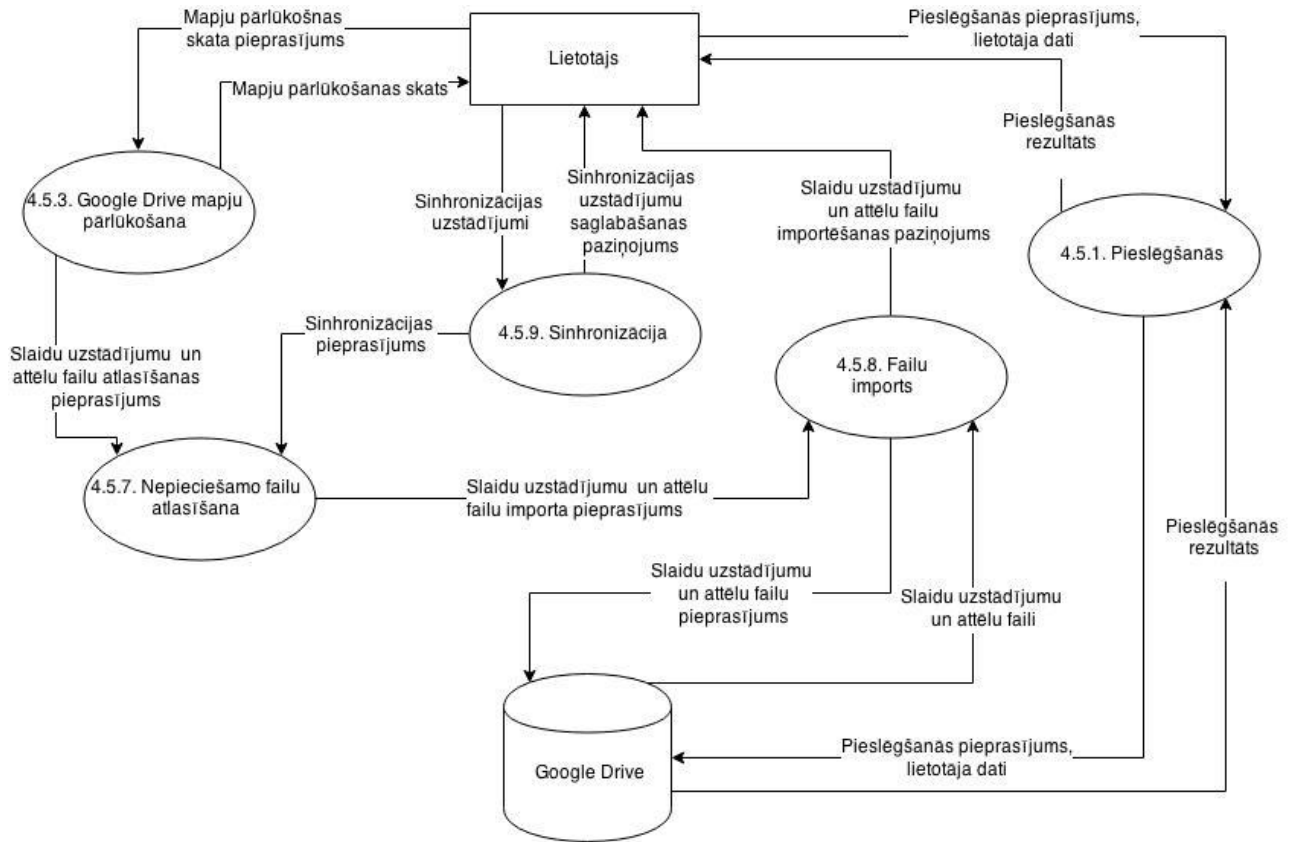 Mapju pārlūkošnas
skata pieprasījums
Lietotājs
Pieslēgšanās pieprasījums,
lietotāja dati
Mapju pārlūkošanas skats
Pieslēgšanās
rezultāts
4.5.3. Google Drive mapju
pārlūkošana
Sinhronizācijas
uzstādījumi
Sinhronizācijas
uzstādījumu
saglabāšanas
paziņojums
Slaidu uzstādījumu
un attēlu failu
importēšanas paziņojums
4.5.1. Pieslēgšanās
Sinhronizācijas
pieprasījums
4.5.9. Sinhronizācija
Slaidu uzstādījumu un
attēlu failu atlasīšanas
pieprasījums
4.5.8. Failu
imports
4.5.7. Nepieciešamo failu
atlasīšana
Slaidu uzstādījumu un attēlu
failu importa pieprasījums
Pieslēgšanās
rezultāts
Slaidu uzstādījumu
un attēlu failu
pieprasījums
Slaidu uzstādījumu
un attēlu faili
Google Drive
Pieslēgšanās pieprasījums,
lietotāja dati